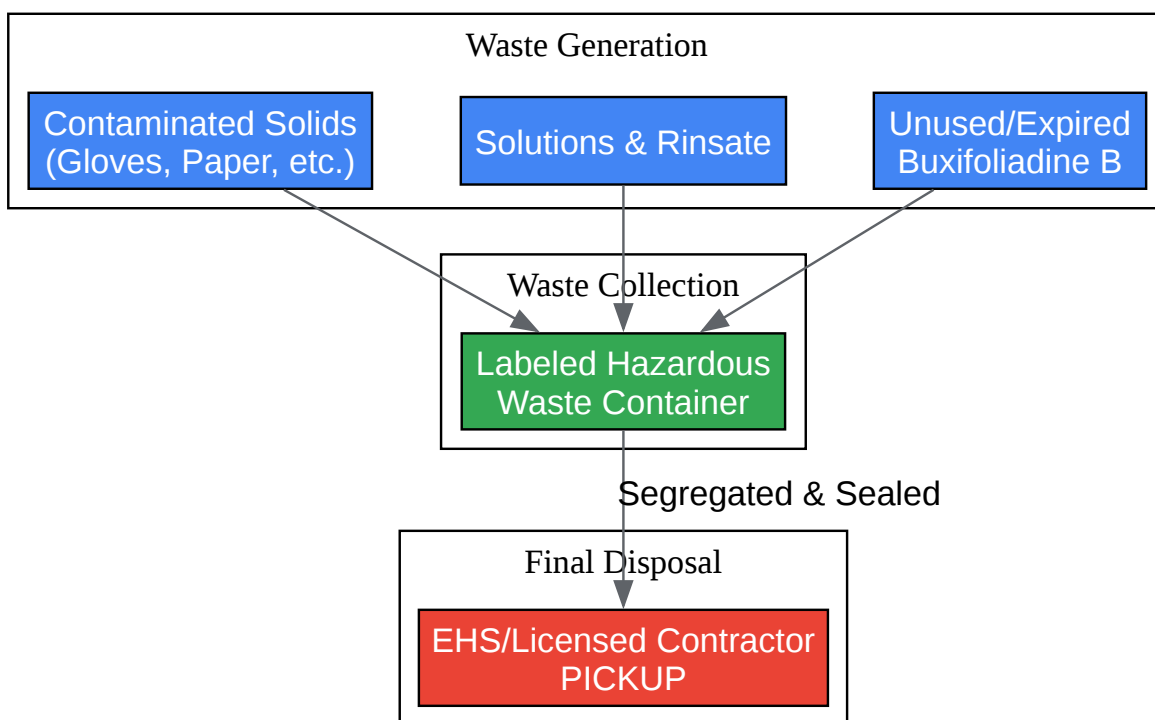 Waste Generation
Contaminated Solids
(Gloves, Paper, etc.)
Solutions & Rinsate
Unused/Expired
Buxifoliadine B
Waste Collection
Labeled Hazardous
Waste Container
Segregated & Sealed
Final Disposal
EHS/Licensed Contractor
PICKUP